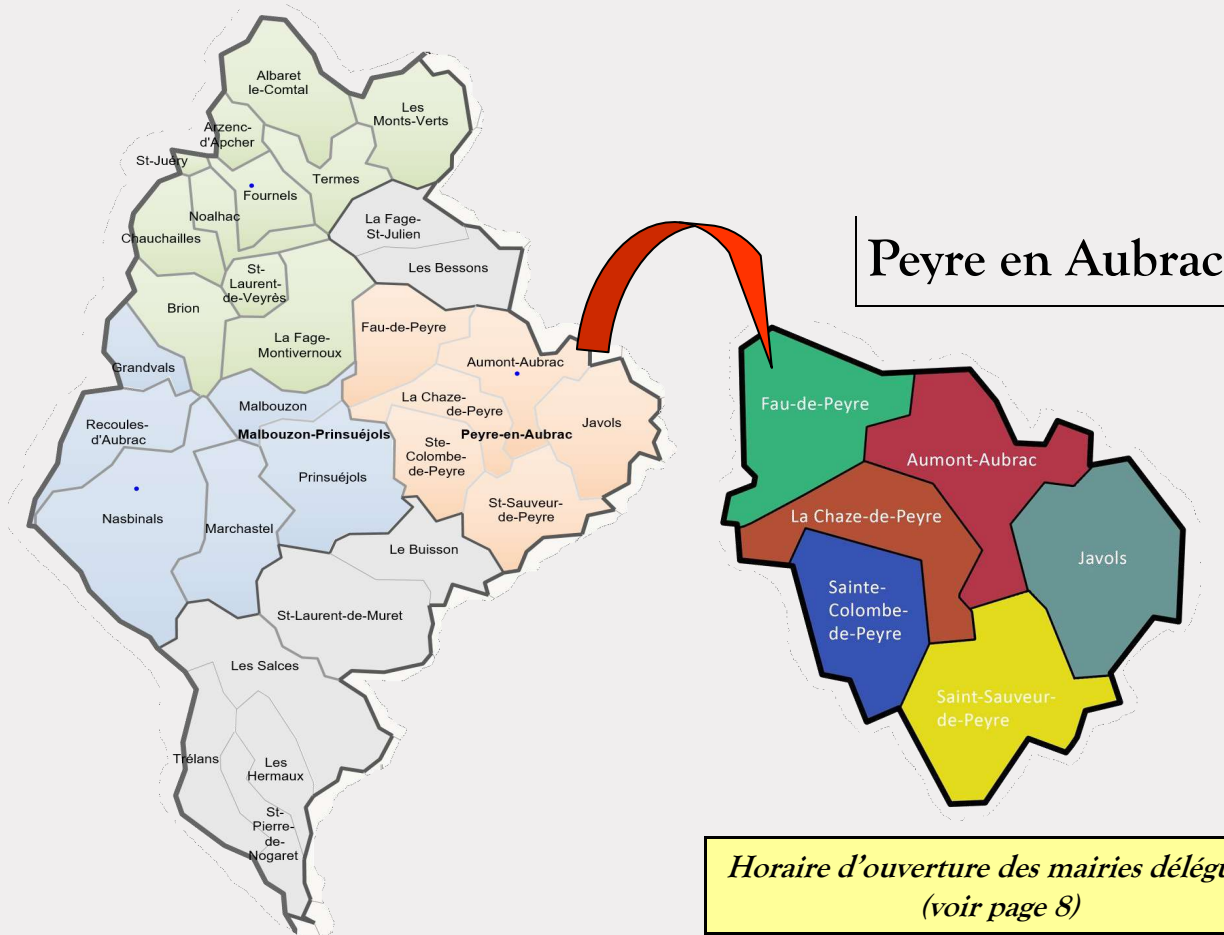 Albaret
le-Comtal
Les
Monts-Verts
Arzenc-
d'Apcher
St-Juéry
Termes
Fournels
Noalhac
La Fage-
St-Julien
Chauchailles
Les Bessons
St-
Laurent-
de-Veyrès
Brion
La Fage-
Montivernoux
Fau-de-Peyre
Aumont-Aubrac
Grandvals
La Chaze-
de-Peyre
Malbouzon
Javols
Recoules-
d'Aubrac
Malbouzon-Prinsuéjols
Peyre-en-Aubrac
Ste-
Colombe-
de-Peyre
Prinsuéjols
St-Sauveur-
de-Peyre
Nasbinals
Marchastel
Le Buisson
St-Laurent-de-Muret
Les Salces
Trélans
Les
Hermaux
St-
Pierre-
de-
Nogaret
Peyre en Aubrac
Fau-de-Peyre
Aumont-Aubrac
La Chaze-de-Peyre
Javols
Sainte-
Colombe-
de-Peyre
Saint-Sauveur-
de-Peyre
Horaire d'ouverture des mairies délégu
(voir page 8)